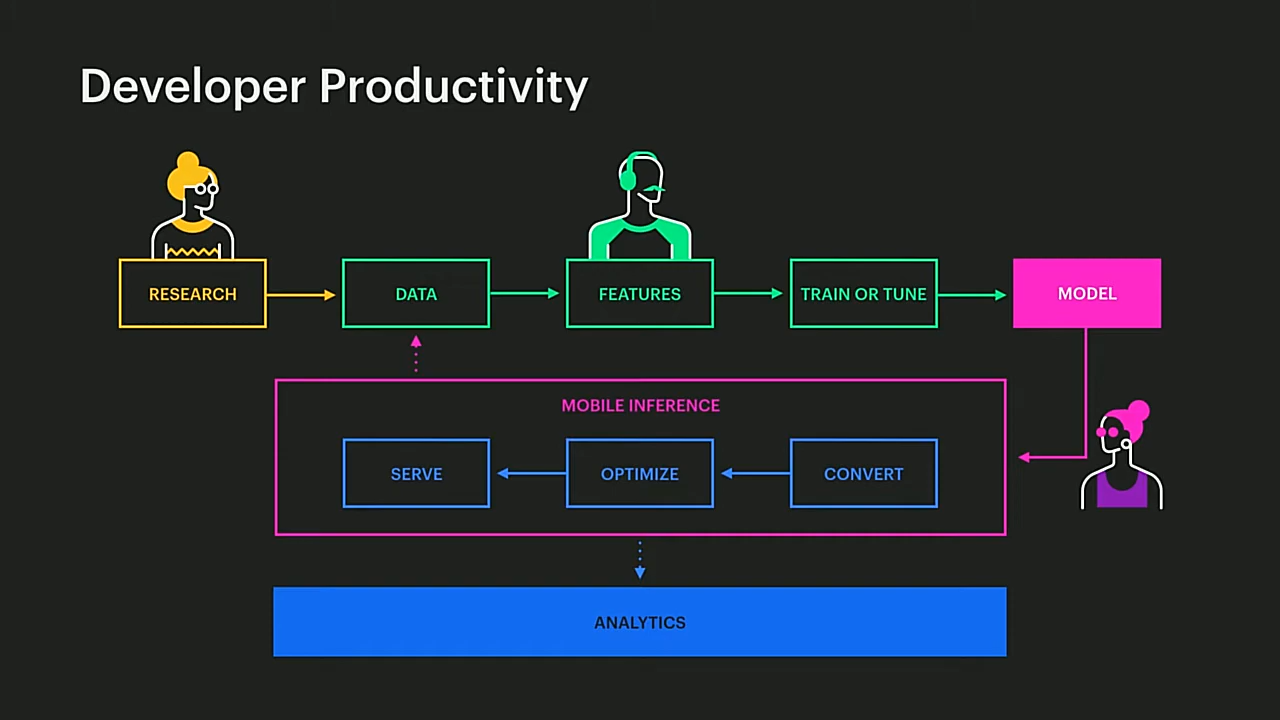 Developer Productivity
RESEARCH
DATA
FEATURES
TRAIN OR TUNE
MODEL
MOBILE INFERENCE
SERVE
OPTIMIZE
CONVERT
ANALYTICS